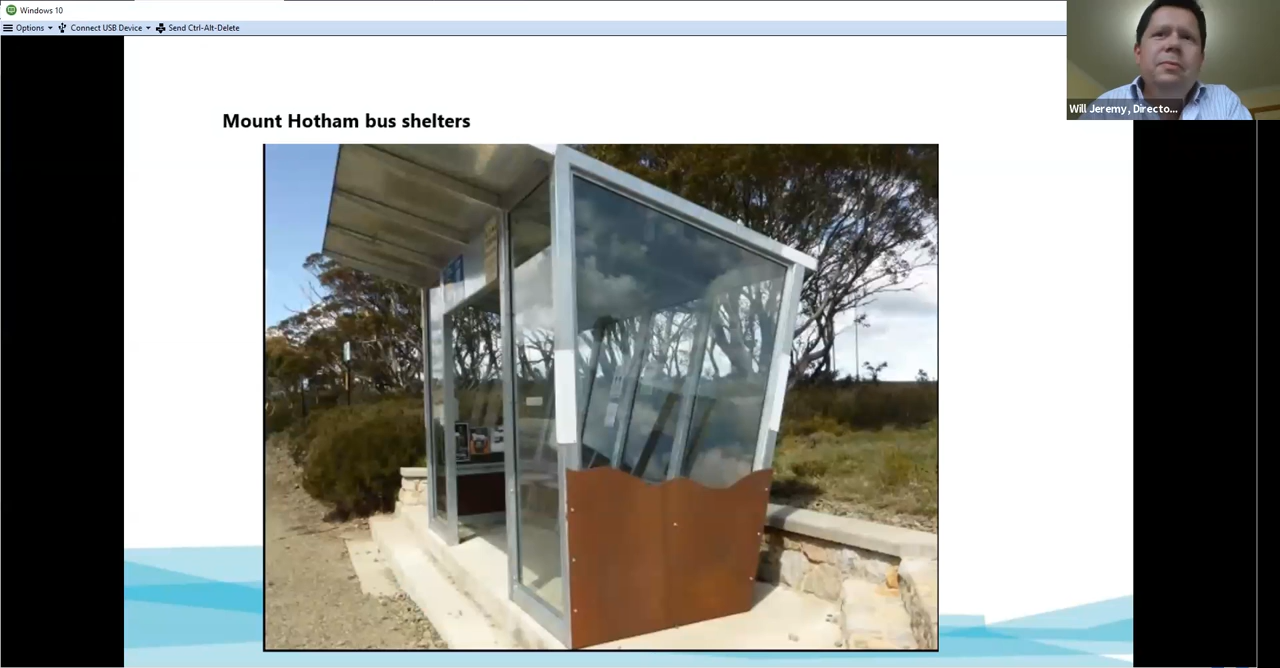 Windows 10
Options
Connect USB Device
Send Ctrl-Alt-Delete
Will Jeremy, Directo...
Mount Hotham bus shelters